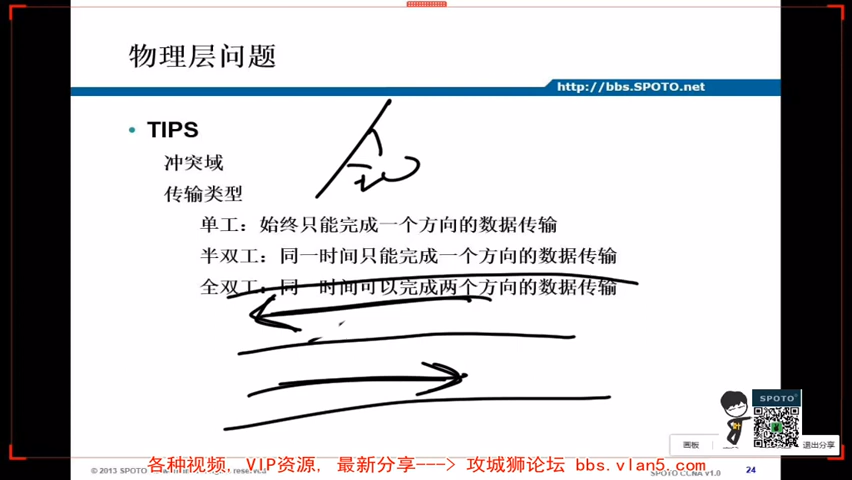 物理层问题
http://bbs.SPOTO.net
• TIPS
冲突域
传输类型
单工：始终只能完成一个方向的数据传输
半双工：同一时间只能完成一个方向的数据传输
全双工：同一时间可以完成两个方向的数据传输
SPOTO
画板
退出分享
各种视频，VIP资源，最新分享---> 攻城狮论坛 bbs.vlan5.com
© 2013 SPOTO
SPOTO CCNA v1.0
24